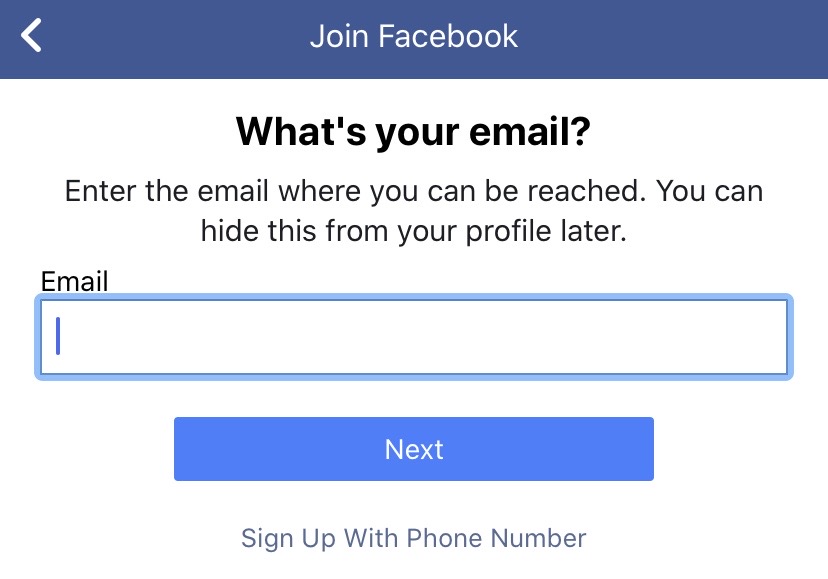 Join Facebook
What's your email?
Enter the email where you can be reached. You can
hide this from your profile later.
Email
Next
Sign Up With Phone Number